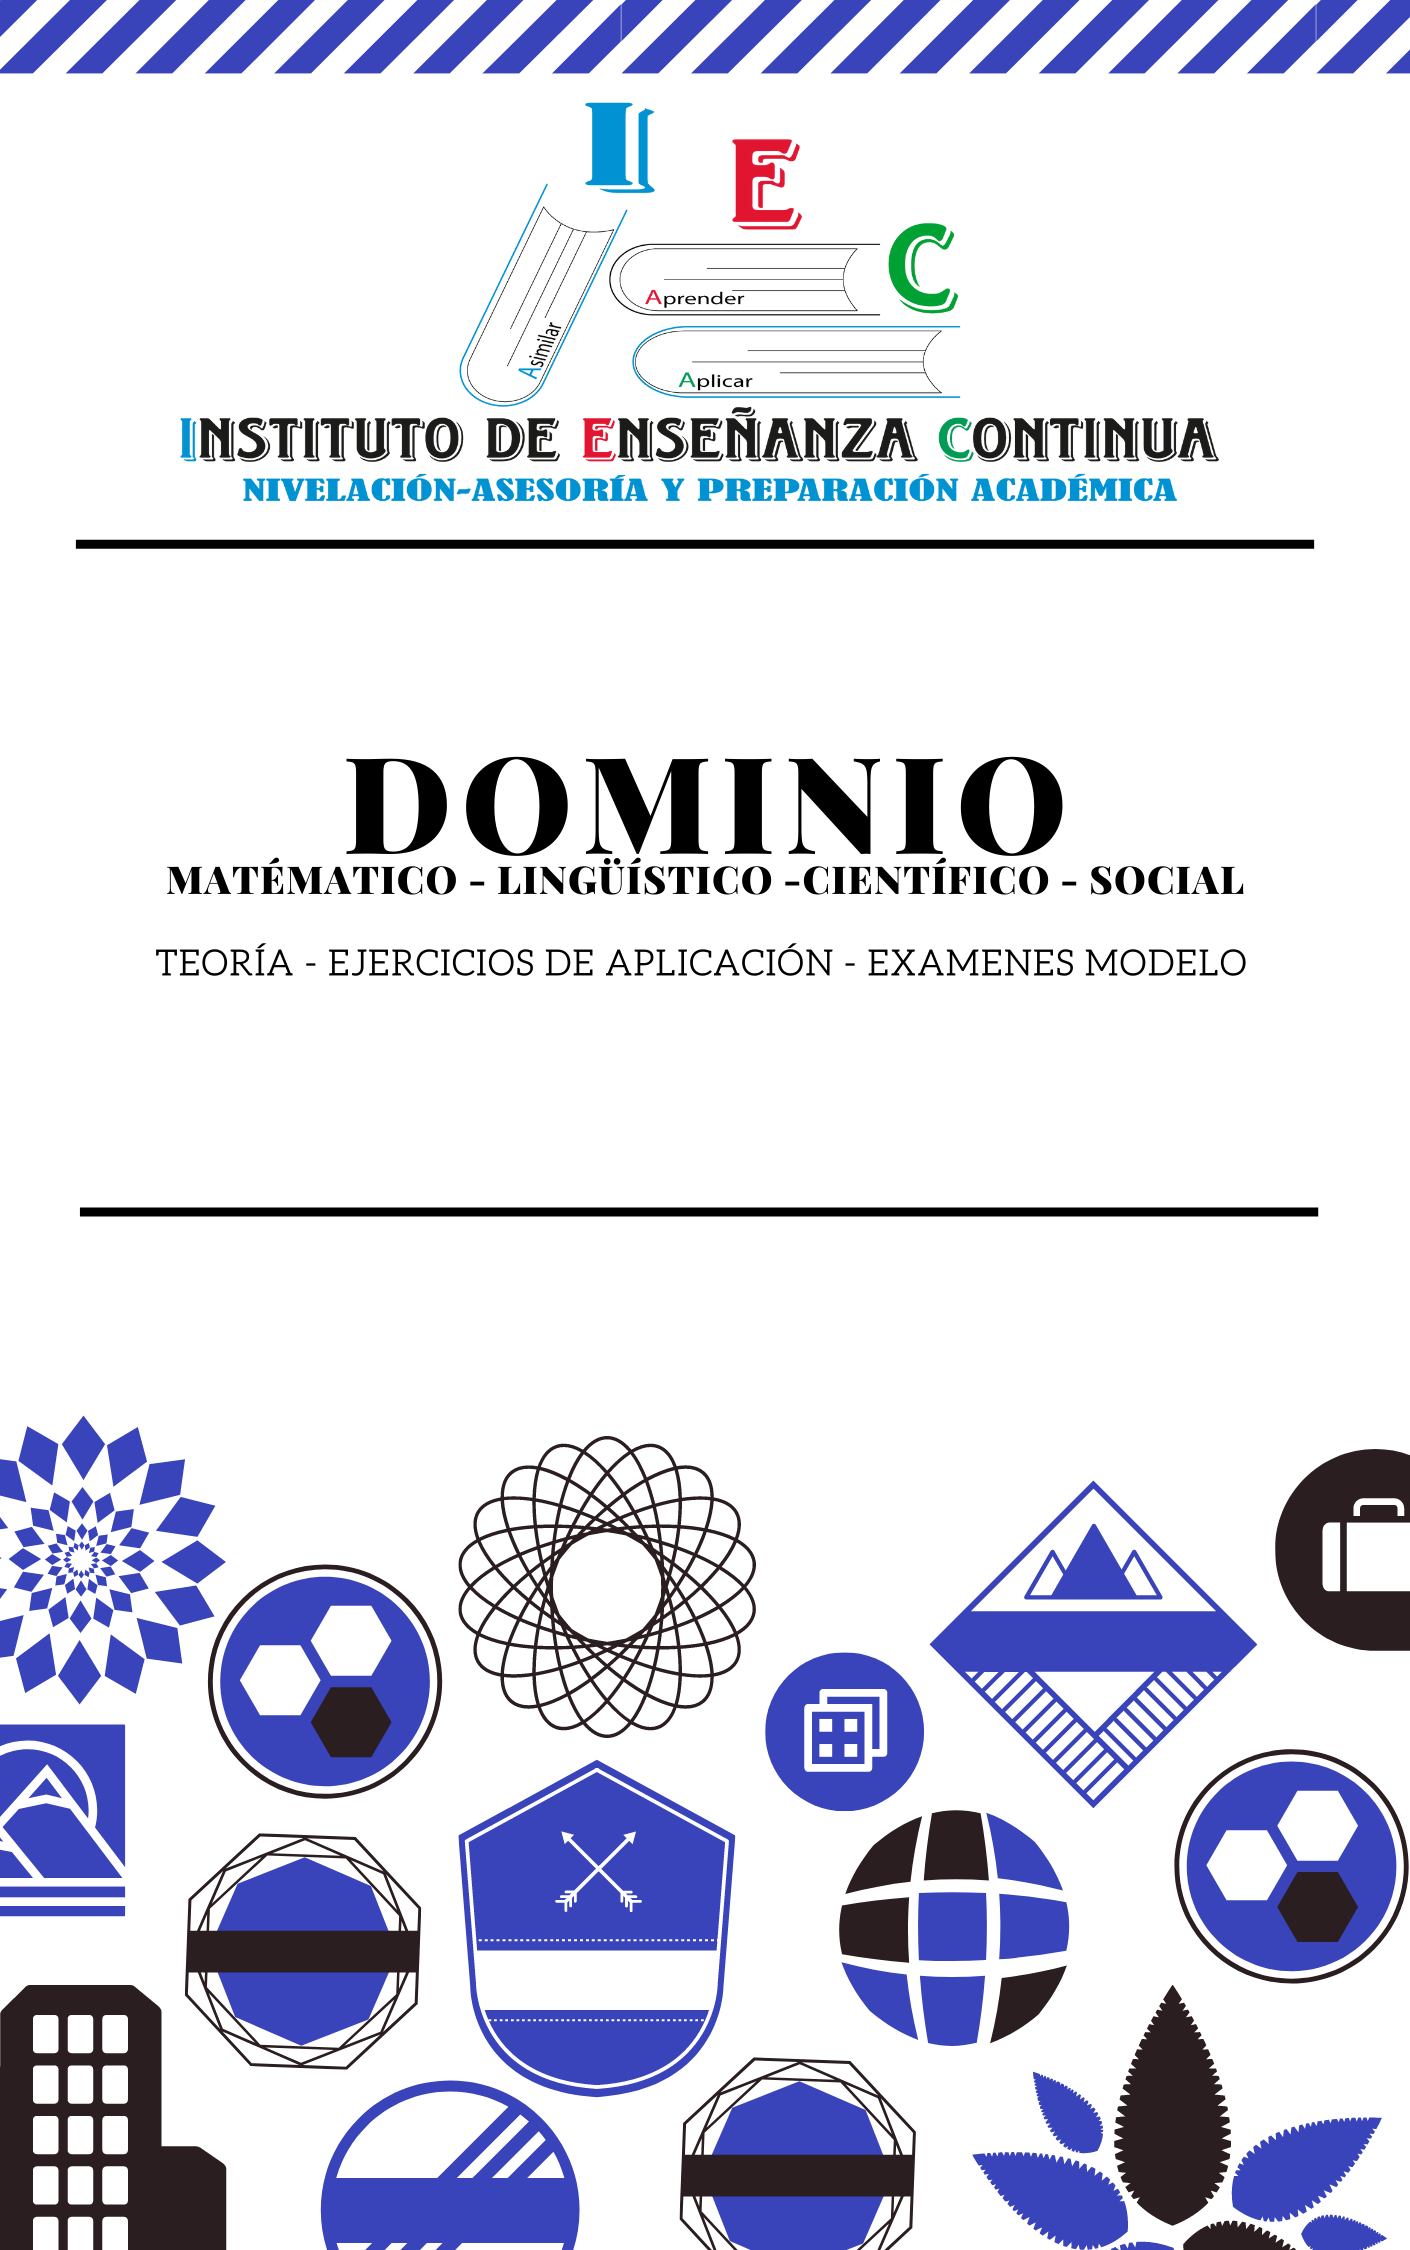 I E C
Asimilar
Aprender
Aplicar
INSTITUTO DE ENSEÑANZA CONTINUA
NIVELACIÓN-ASESORÍA Y PREPARACIÓN ACADÉMICA
DOMINIO
MATÉMATICO - LINGÜÍSTICO -CIENTÍFICO - SOCIAL
TEORÍA - EJERCICIOS DE APLICACIÓN - EXAMENES MODELO